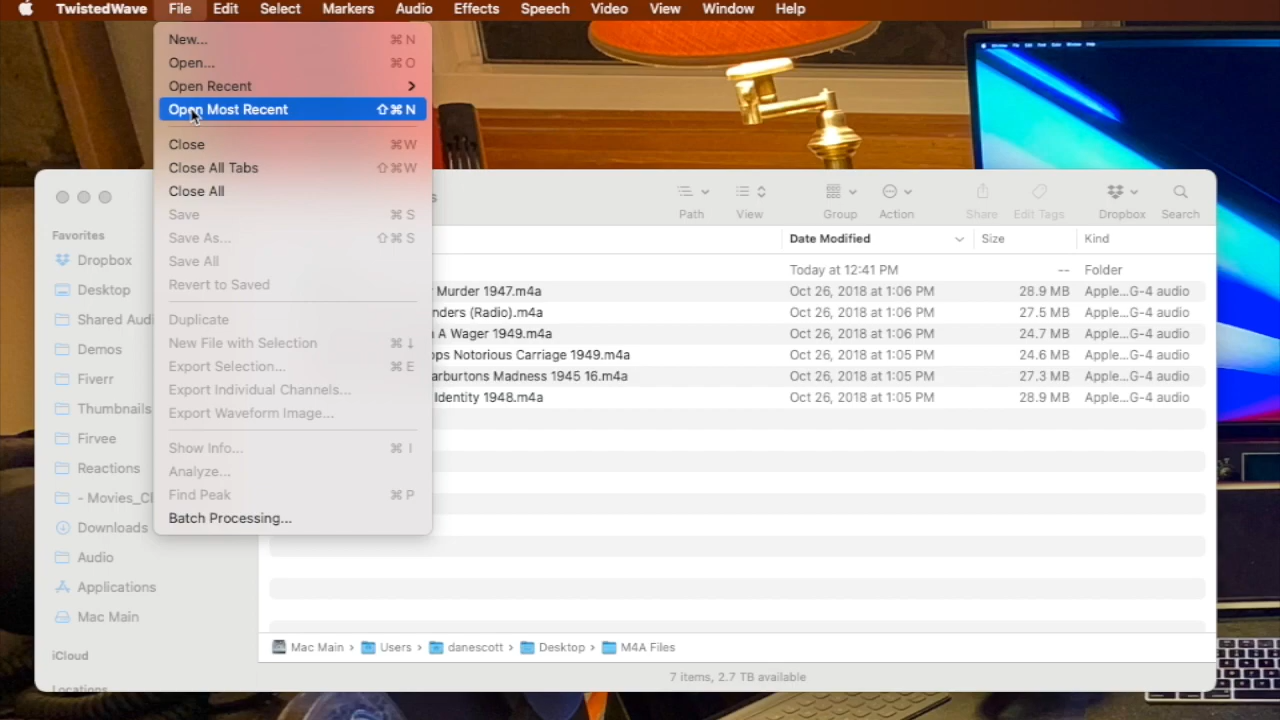 TwistedWave File Edit Select Markers Audio Effects Speech Video View Window Help
New... ⌘ N
Open... ⌘ O
Open Recent
Open Most Recent ⇧⌘ N
Close ⌘W
Close All Tabs ⇧⌘W
Close All
Save ⌘ S
Save As... ⇧⌘ S
Save All
Revert to Saved
Duplicate
New File with Selection ⌘ ↓
Export Selection... ⌘ E
Export Individual Channels...
Export Waveform Image...
Show Info... ⌘ I
Analyze...
Find Peak ⌘ P
Batch Processing...
Path View Group Action Share Edit Tags Dropbox Search
Favorites
Dropbox
Desktop
Shared Audi
Demos
Fiverr
Thumbnails
Firvee
Reactions
- Movies_Cl
Downloads
Audio
Applications
Mac Main
iCloud
Locations
Date Modified Size Kind
Today at 12:41 PM -- Folder
Murder 1947.m4a Oct 26, 2018 at 1:06 PM 28.9 MB Apple...G-4 audio
nders (Radio).m4a Oct 26, 2018 at 1:06 PM 27.5 MB Apple...G-4 audio
A Wager 1949.m4a Oct 26, 2018 at 1:06 PM 24.7 MB Apple...G-4 audio
ops Notorious Carriage 1949.m4a Oct 26, 2018 at 1:05 PM 24.6 MB Apple...G-4 audio
arburtons Madness 1945 16.m4a Oct 26, 2018 at 1:05 PM 27.3 MB Apple...G-4 audio
Identity 1948.m4a Oct 26, 2018 at 1:05 PM 28.9 MB Apple...G-4 audio
Mac Main › Users › danescott › Desktop › M4A Files
7 items, 2.7 TB available